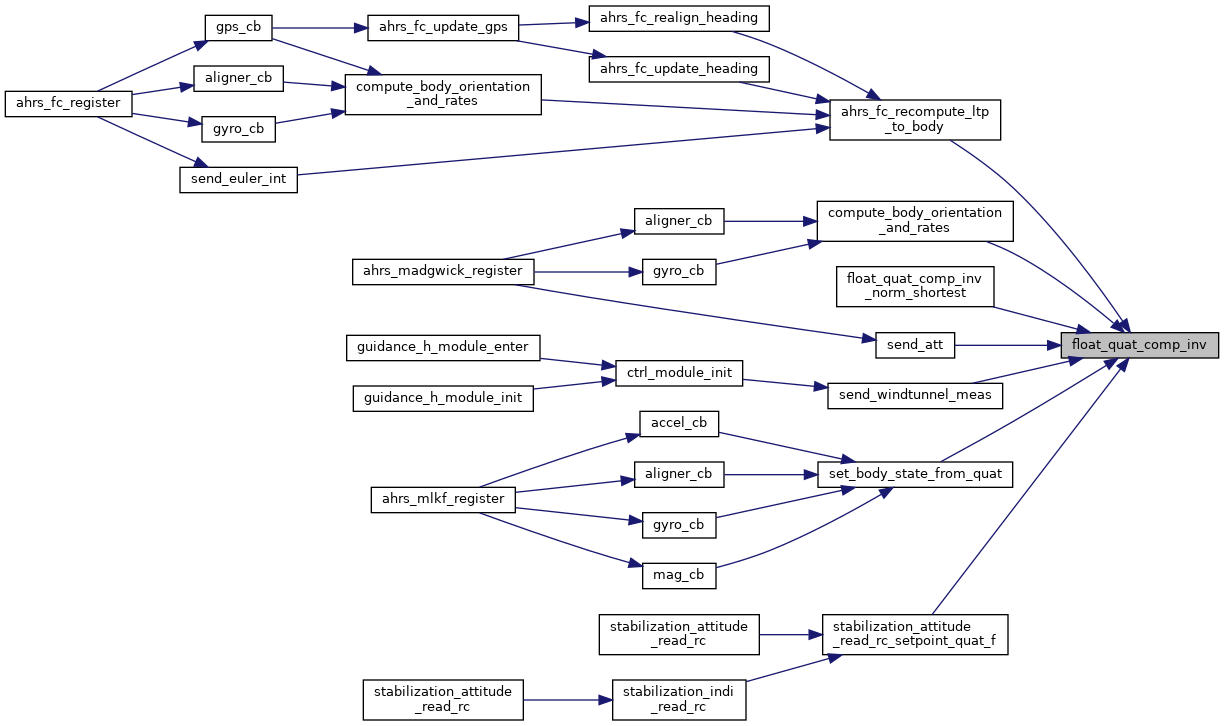 ahrs_fc_realign_heading
gps_cb
ahrs_fc_update_gps
ahrs_fc_update_heading
aligner_cb
compute_body_orientation
_and_rates
ahrs_fc_register
ahrs_fc_recompute_ltp
_to_body
gyro_cb
send_euler_int
aligner_cb
compute_body_orientation
_and_rates
ahrs_madgwick_register
gyro_cb
float_quat_comp_inv
_norm_shortest
send_att
float_quat_comp_inv
guidance_h_module_enter
ctrl_module_init
guidance_h_module_init
send_windtunnel_meas
accel_cb
aligner_cb
set_body_state_from_quat
ahrs_mlkf_register
gyro_cb
mag_cb
stabilization_attitude
_read_rc
stabilization_attitude
_read_rc_setpoint_quat_f
stabilization_attitude
_read_rc
stabilization_indi
_read_rc